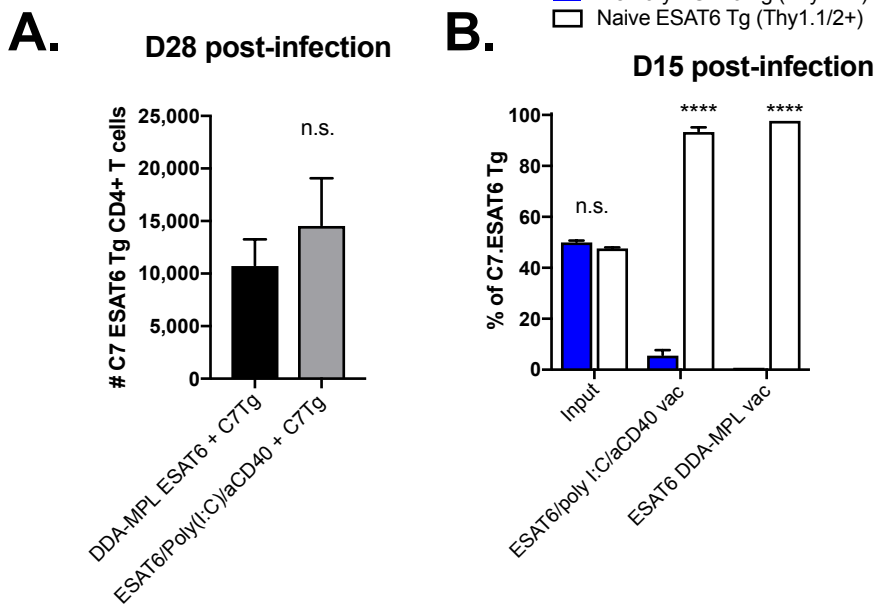 Naive ESAT6 Tg (Thy1.1/2+)
A.
D28 post-infection
# C7 ESAT6 Tg CD4+ T cells
25,000
20,000
15,000
10,000
5,000
0
n.s.
DDA-MPL ESAT6 + C7Tg
ESAT6/Poly(I:C)/aCD40 + C7Tg
B.
D15 post-infection
% of C7.ESAT6 Tg
100
80
60
40
20
0
n.s.
****
****
Input
ESAT6/poly I:C/aCD40 vac
ESAT6 DDA-MPL vac